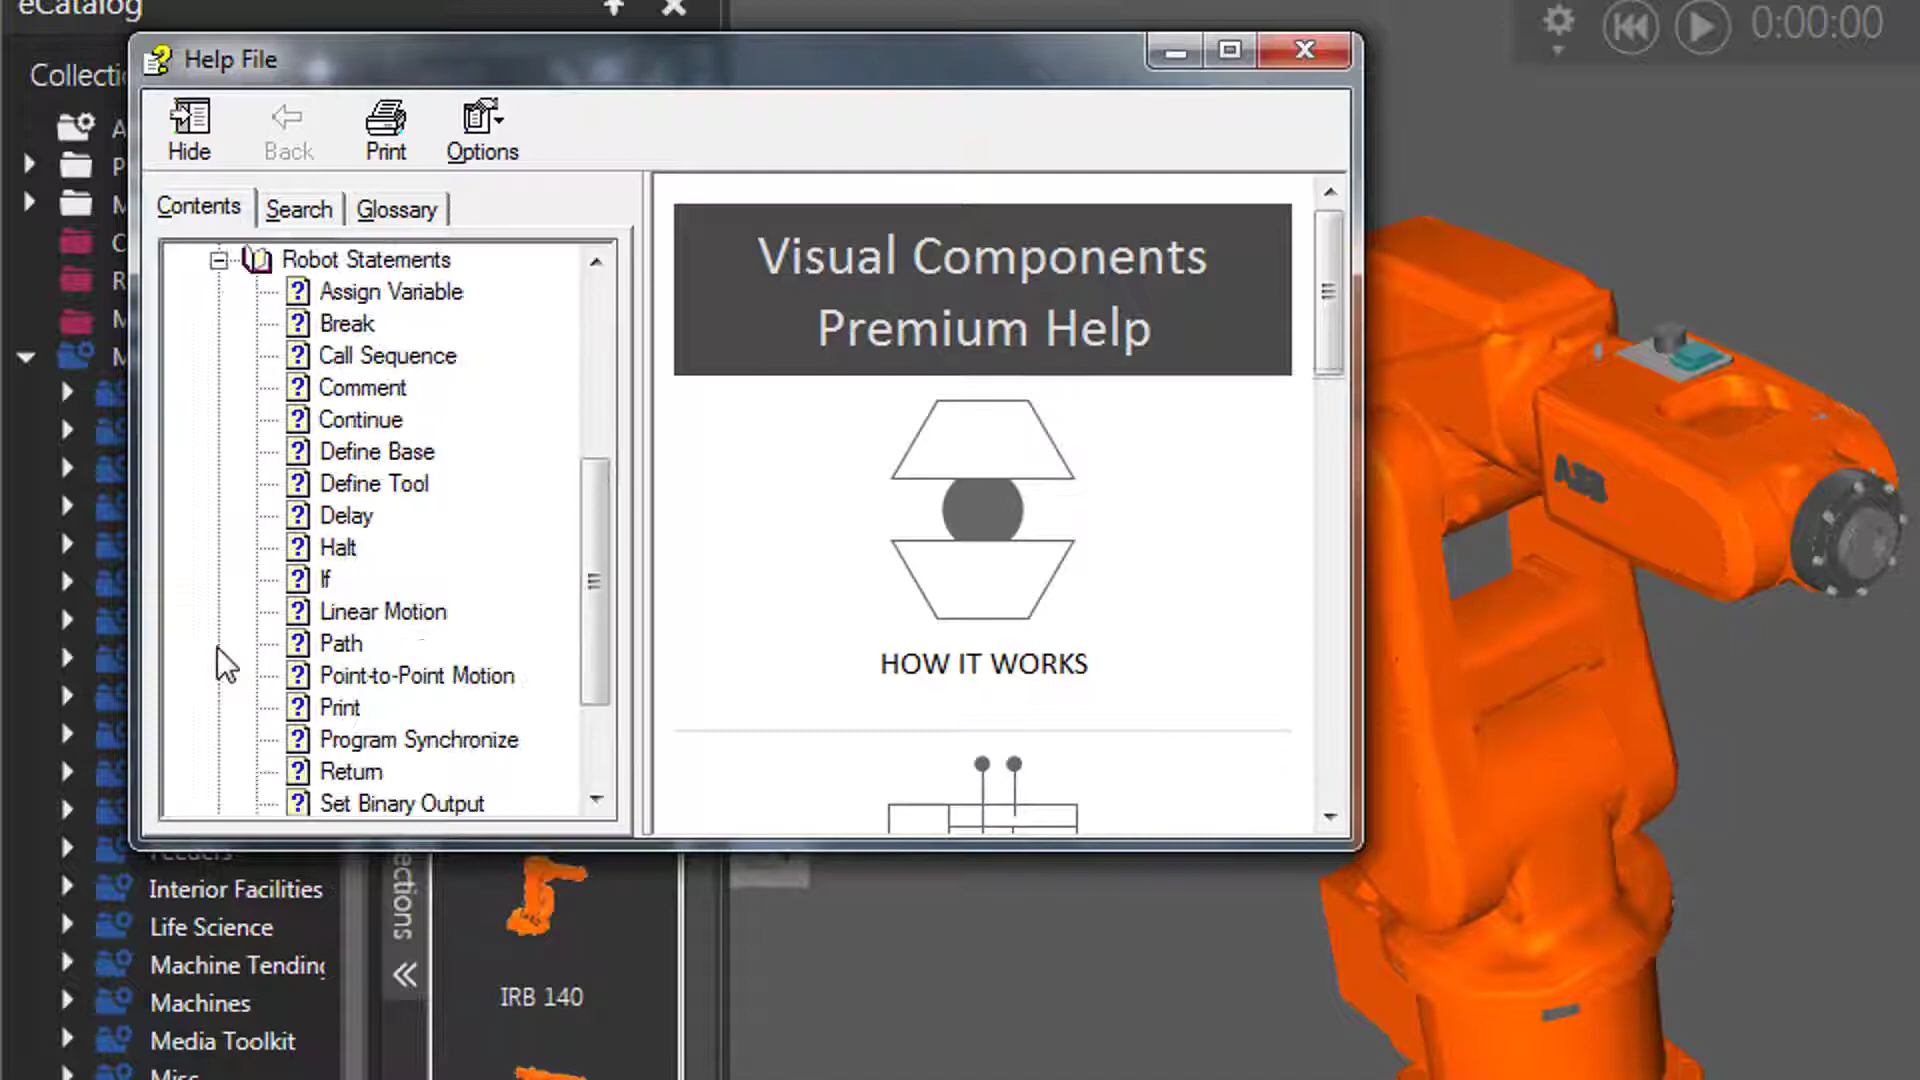 eCatalog
0:00:00
Help File
Collecti
Hide
Back
Print
Options
Contents
Search
Glossary
Robot Statements
Assign Variable
Break
Call Sequence
Comment
Continue
Define Base
Define Tool
Delay
Halt
If
Linear Motion
Path
Point-to-Point Motion
Print
Program Synchronize
Return
Set Binary Output
Visual Components
Premium Help
HOW IT WORKS
A
P
M
C
R
M
M
ABB
Feeders
Interior Facilities
Life Science
Machine Tending
Machines
Media Toolkit
Misc
ections
IRB 140